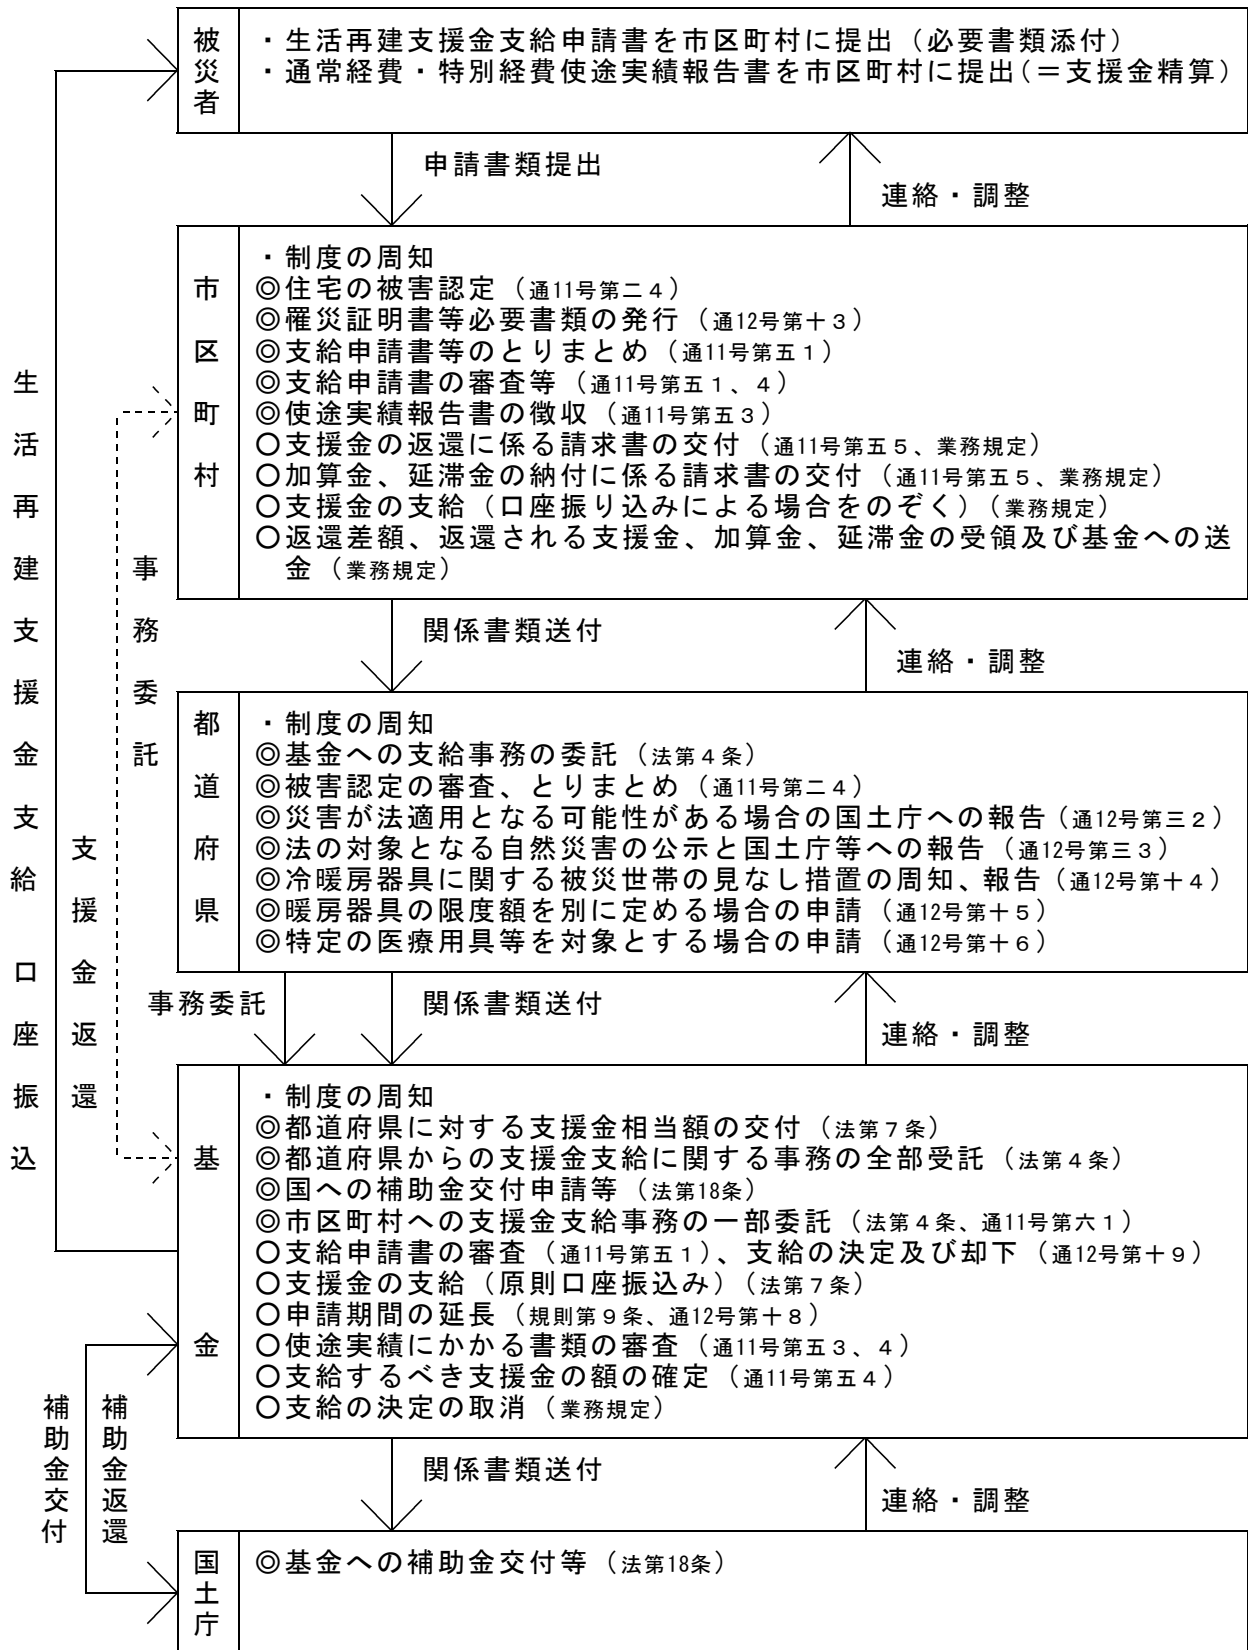 被災者
・生活再建支援金支給申請書を市区町村に提出（必要書類添付）
・通常経費・特別経費使途実績報告書を市区町村に提出（＝支援金精算）
申請書類提出
連絡・調整
市区町村
・制度の周知
◎住宅の被害認定（通11号第二４）
◎罹災証明書等必要書類の発行（通12号第十３）
◎支給申請書等のとりまとめ（通11号第五１）
◎支給申請書の審査等（通11号第五１、４）
◎使途実績報告書の徴収（通11号第五３）
○支援金の返還に係る請求書の交付（通11号第五５、業務規定）
○加算金、延滞金の納付に係る請求書の交付（通11号第五５、業務規定）
○支援金の支給（口座振り込みによる場合をのぞく）（業務規定）
○返還差額、返還される支援金、加算金、延滞金の受領及び基金への送
金（業務規定）
関係書類送付
連絡・調整
都道府県
・制度の周知
◎基金への支給事務の委託（法第４条）
◎被害認定の審査、とりまとめ（通11号第二４）
◎災害が法適用となる可能性がある場合の国土庁への報告（通12号第三２）
◎法の対象となる自然災害の公示と国土庁等への報告（通12号第三３）
◎冷暖房器具に関する被災世帯の見なし措置の周知、報告（通12号第十４）
◎暖房器具の限度額を別に定める場合の申請（通12号第十５）
◎特定の医療用具等を対象とする場合の申請（通12号第十６）
事務委託
関係書類送付
連絡・調整
基金
・制度の周知
◎都道府県に対する支援金相当額の交付（法第７条）
◎都道府県からの支援金支給に関する事務の全部受託（法第４条）
◎国への補助金交付申請等（法第18条）
◎市区町村への支援金支給事務の一部委託（法第４条、通11号第六１）
○支給申請書の審査（通11号第五１）、支給の決定及び却下（通12号第十９）
○支援金の支給（原則口座振込み）（法第７条）
○申請期間の延長（規則第９条、通12号第十８）
○使途実績にかかる書類の審査（通11号第五３、４）
○支給するべき支援金の額の確定（通11号第五４）
○支給の決定の取消（業務規定）
関係書類送付
連絡・調整
国土庁
◎基金への補助金交付等（法第18条）
生活再建支援金支給 口座振込
支援金返還
事務委託
補助金交付
補助金返還